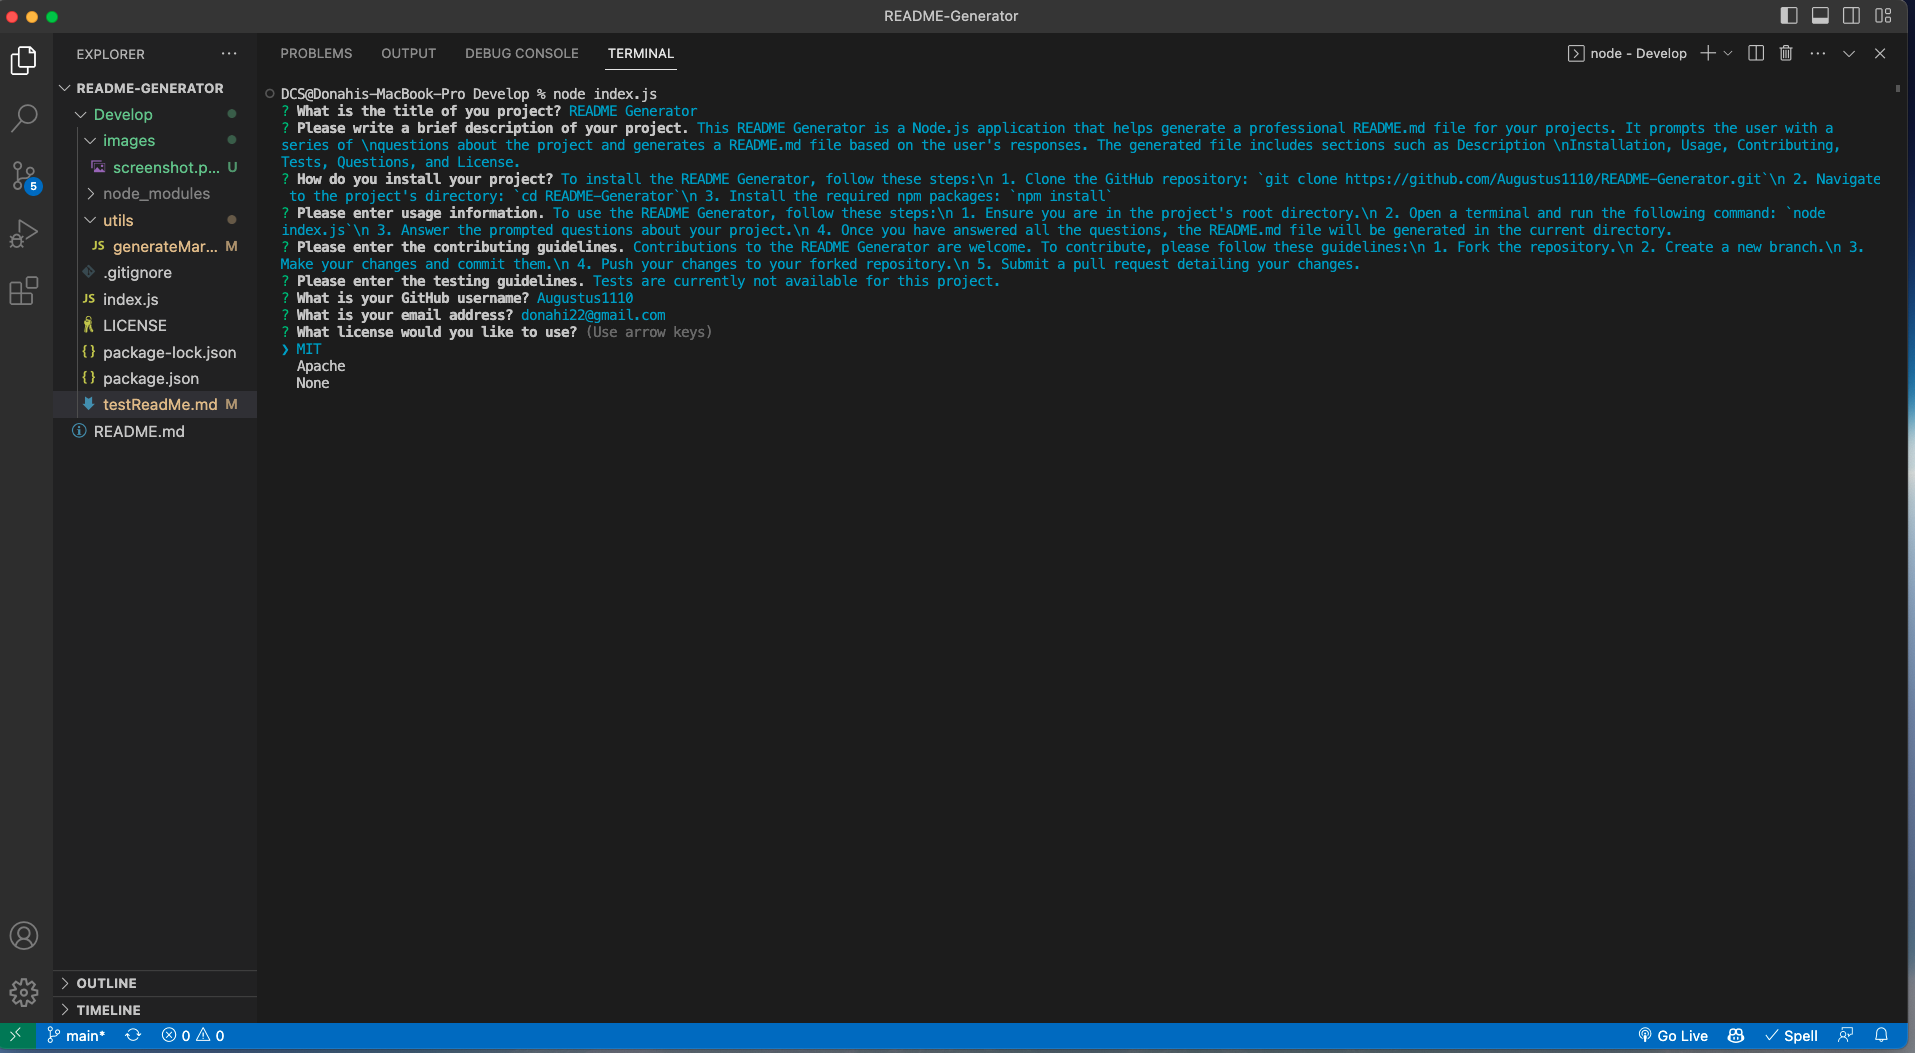 README-Generator
EXPLORER
README-GENERATOR
Develop
images
screenshot.p... U
node_modules
utils
JS generateMar... M
.gitignore
JS index.js
LICENSE
{} package-lock.json
{} package.json
testReadMe.md M
README.md
OUTLINE
TIMELINE
PROBLEMS OUTPUT DEBUG CONSOLE TERMINAL
node - Develop
DCS@Donahis-MacBook-Pro Develop % node index.js
? What is the title of you project? README Generator
? Please write a brief description of your project. This README Generator is a Node.js application that helps generate a professional README.md file for your projects. It prompts the user with a
series of \nquestions about the project and generates a README.md file based on the user's responses. The generated file includes sections such as Description \nInstallation, Usage, Contributing,
Tests, Questions, and License.
? How do you install your project? To install the README Generator, follow these steps:\n 1. Clone the GitHub repository: `git clone https://github.com/Augustus1110/README-Generator.git`\n 2. Navigate
to the project's directory: `cd README-Generator`\n 3. Install the required npm packages: `npm install`
? Please enter usage information. To use the README Generator, follow these steps:\n 1. Ensure you are in the project's root directory.\n 2. Open a terminal and run the following command: `node
index.js`\n 3. Answer the prompted questions about your project.\n 4. Once you have answered all the questions, the README.md file will be generated in the current directory.
? Please enter the contributing guidelines. Contributions to the README Generator are welcome. To contribute, please follow these guidelines:\n 1. Fork the repository.\n 2. Create a new branch.\n 3.
Make your changes and commit them.\n 4. Push your changes to your forked repository.\n 5. Submit a pull request detailing your changes.
? Please enter the testing guidelines. Tests are currently not available for this project.
? What is your GitHub username? Augustus1110
? What is your email address? donahi22@gmail.com
? What license would you like to use? (Use arrow keys)
❯ MIT
Apache
None
5
main* 0 0
Go Live Spell